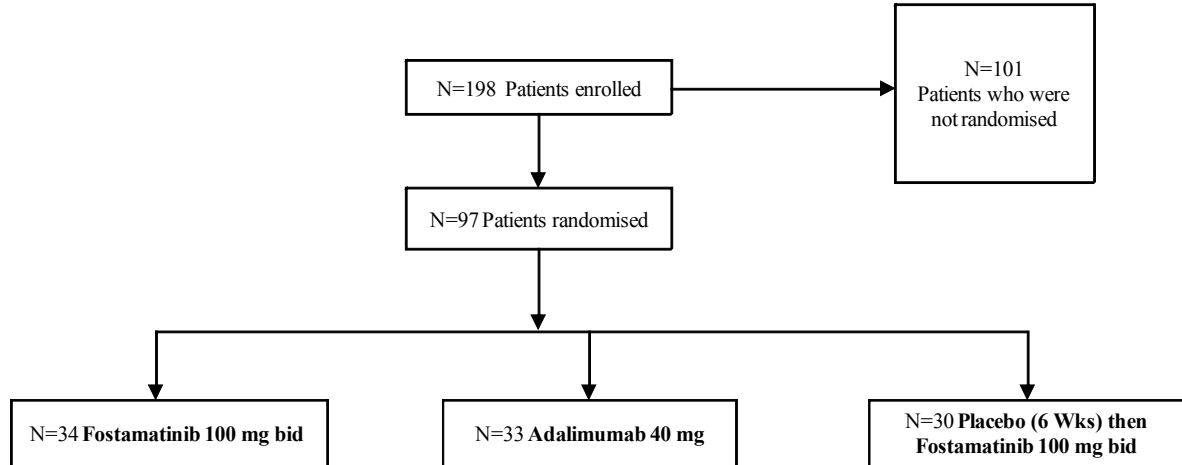 N=198 Patients enrolled
N=101
Patients who were
not randomised
N=97 Patients randomised
N=34 Fostamatinib 100 mg bid
N=33 Adalimumab 40 mg
N=30 Placebo (6 Wks) then
Fostamatinib 100 mg bid